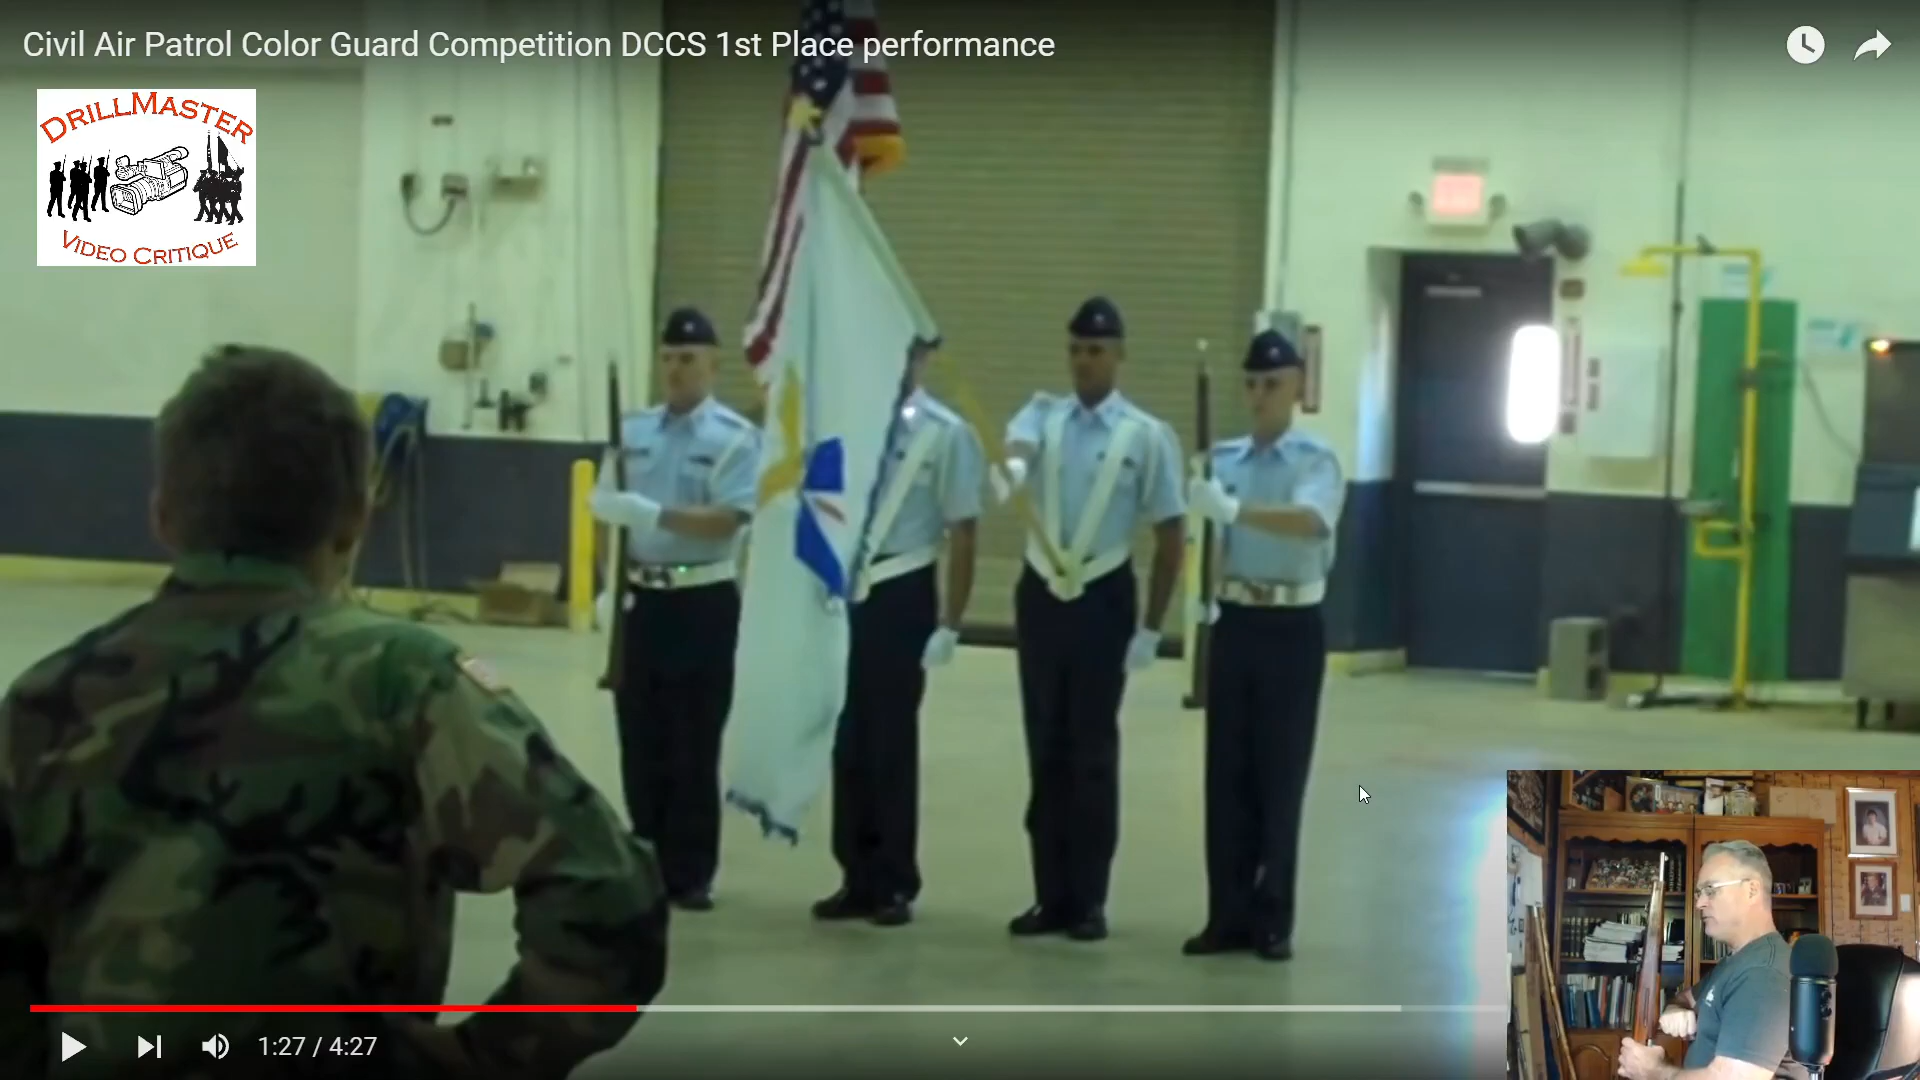 Civil Air Patrol Color Guard Competition DCCS 1st Place performance
DRILLMASTER
VIDEO CRITIQUE
1:27 / 4:27